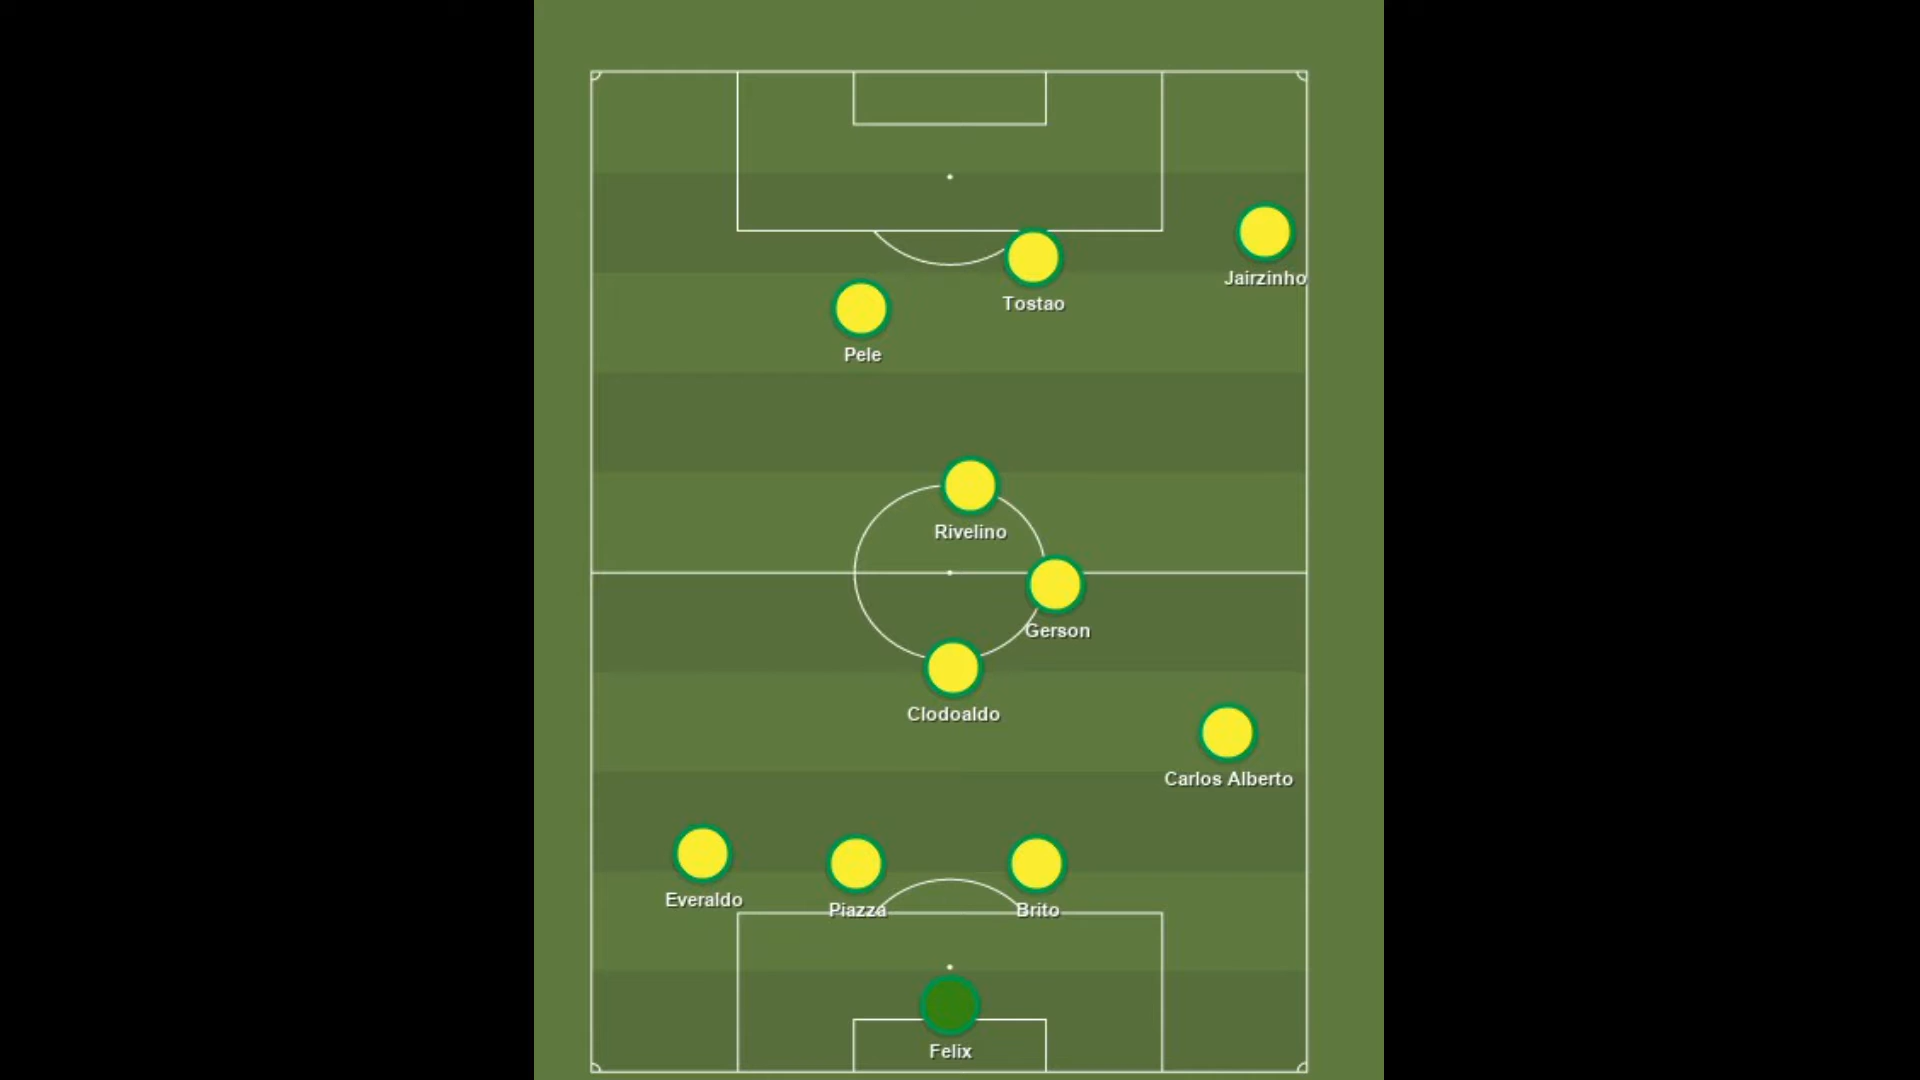 Jairzinho
Tostao
Pele
Rivelino
Gerson
Clodoaldo
Carlos Alberto
Everaldo
Piazza
Brito
Felix